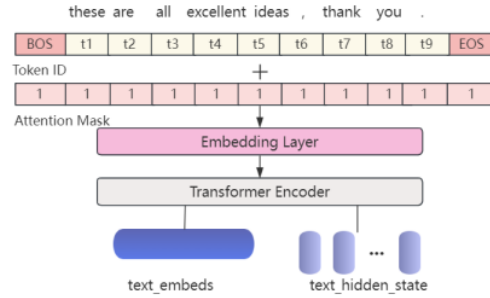 these are all excellent ideas , thank you .
BOS t1 t2 t3 t4 t5 t6 t7 t8 t9 EOS
Token ID +
1 1 1 1 1 1 1 1 1 1 1
Attention Mask
Embedding Layer
Transformer Encoder
...
text_embeds text_hidden_state